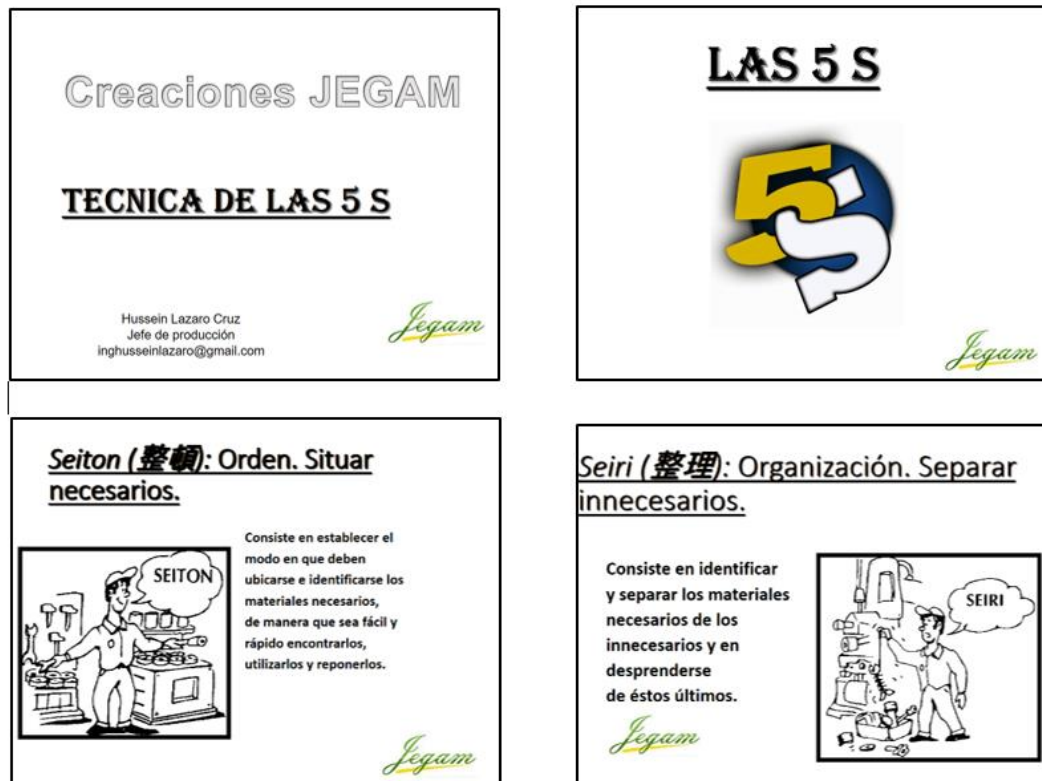 Creaciones JEGAM
TECNICA DE LAS 5 S
Hussein Lazaro Cruz
Jefe de producción
inghusseinlazaro@gmail.com
Jegam
LAS 5 S
5S
Jegam
Seiton (整頓): Orden. Situar
necesarios.
SEITON
Consiste en establecer el
modo en que deben
ubicarse e identificarse los
materiales necesarios,
de manera que sea fácil y
rápido encontrarlos,
utilizarlos y reponerlos.
Jegam
Seiri (整理): Organización. Separar
innecesarios.
Consiste en identificar
y separar los materiales
necesarios de los
innecesarios y en
desprenderse
de éstos últimos.
SEIRI
Jegam